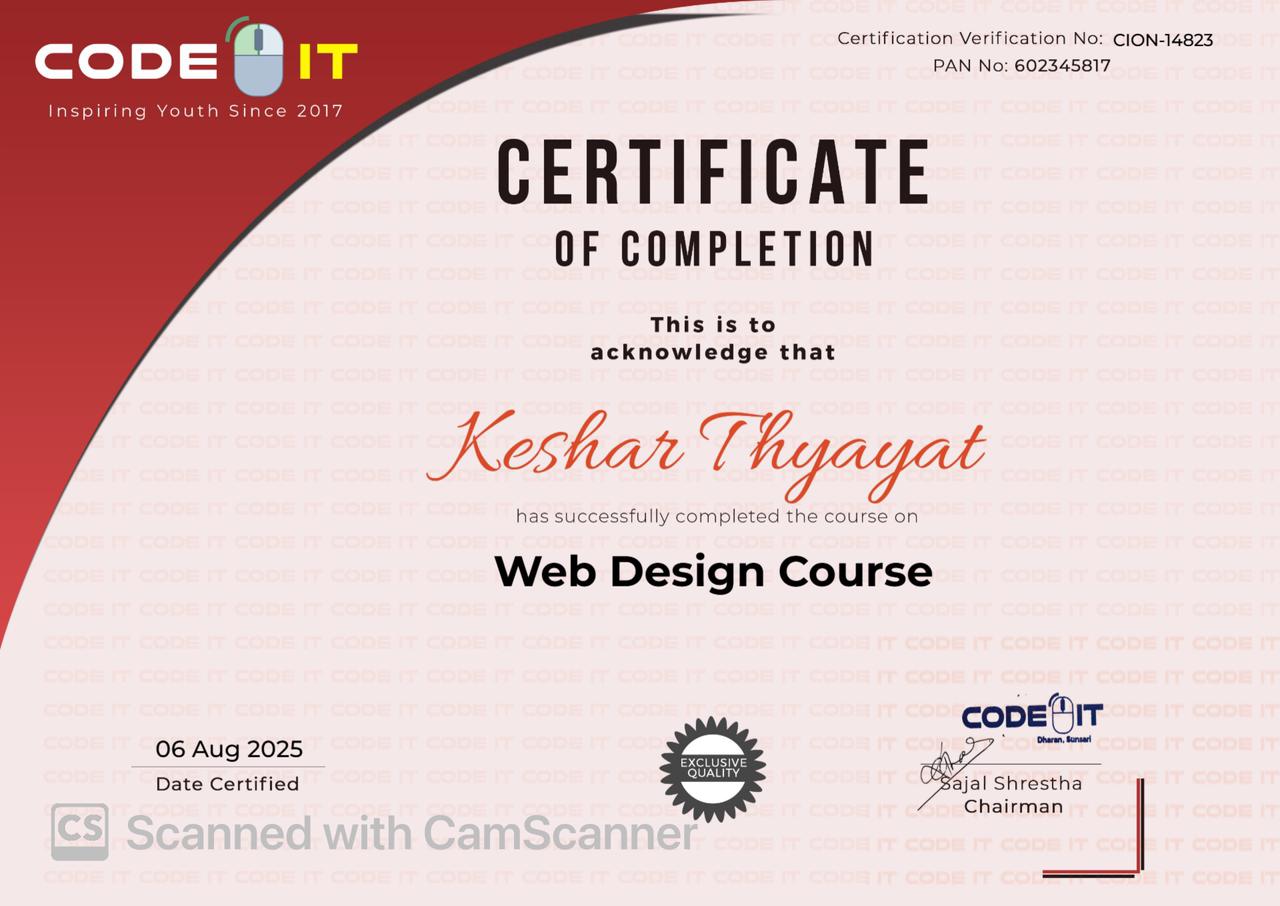 CODE IT
Inspiring Youth Since 2017
Certification Verification No: CION-14823
PAN No: 602345817
CERTIFICATE
OF COMPLETION
This is to
acknowledge that
Keshar Thyayat
has successfully completed the course on
Web Design Course
06 Aug 2025
Date Certified
EXCLUSIVE
QUALITY
CODE IT
Dharan, Sunsari
Sajal Shrestha
Chairman
CS Scanned with CamScanner